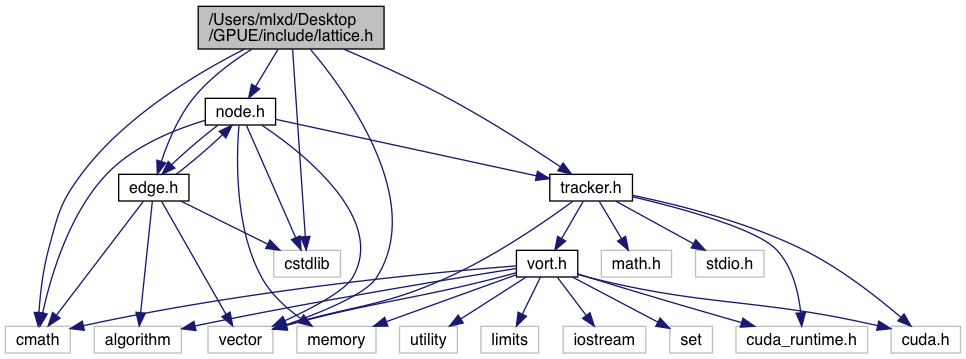 /Users/mlxd/Desktop
/GPUE/include/lattice.h
node.h
edge.h
tracker.h
cstdlib
vort.h
math.h
stdio.h
cmath
algorithm
vector
memory
utility
limits
iostream
set
cuda_runtime.h
cuda.h